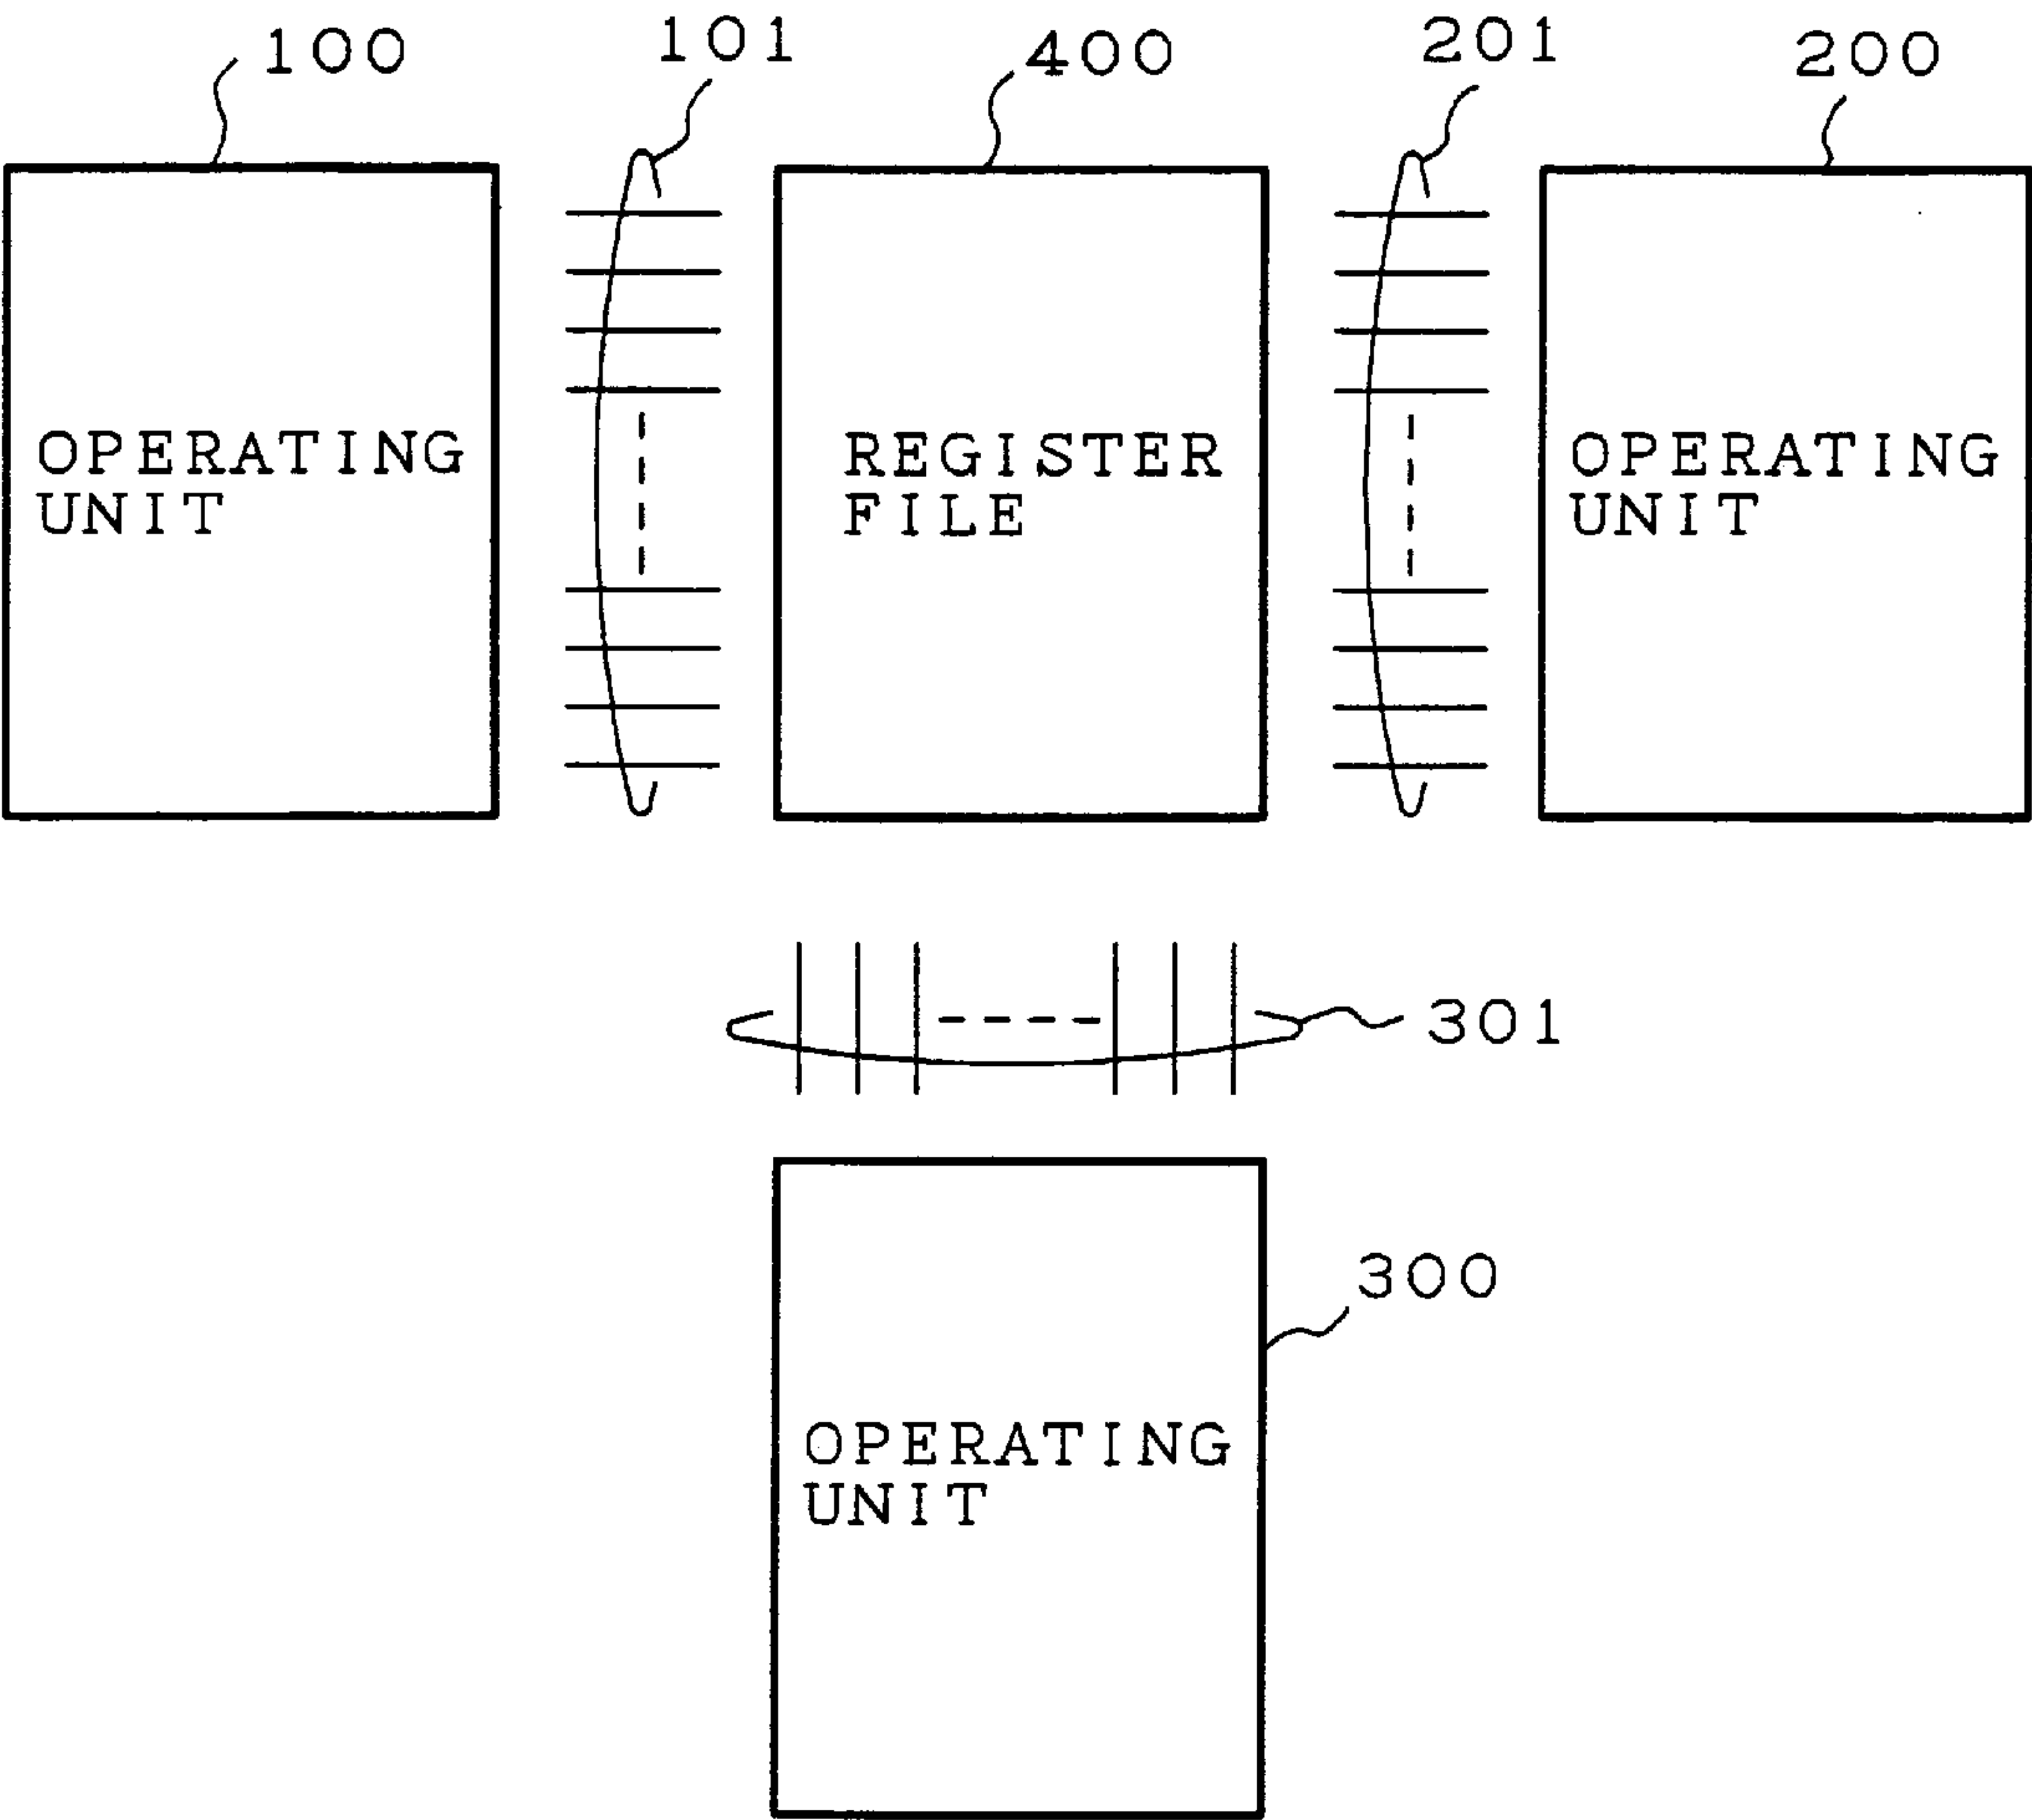 100
101
400
201
200
OPERATING
UNIT
REGISTER
FILE
OPERATING
UNIT
301
300
OPERATING
UNIT